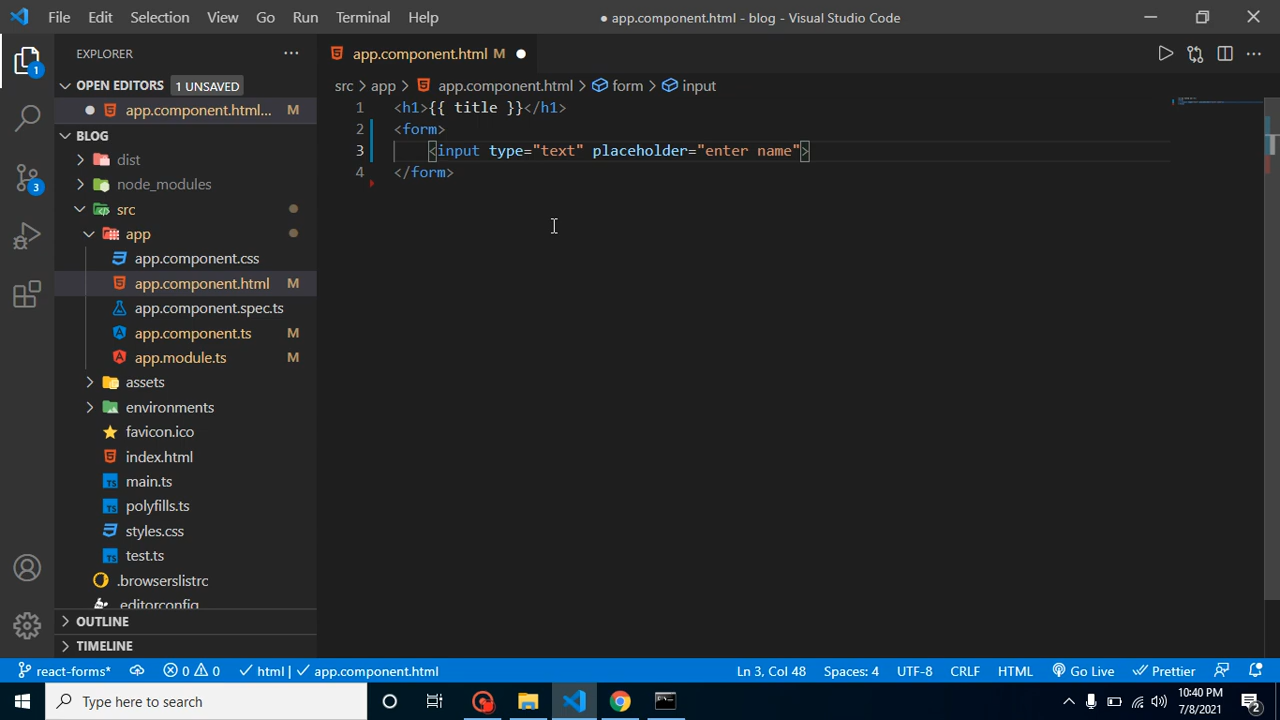 File Edit Selection View Go Run Terminal Help ● app.component.html - blog - Visual Studio Code
EXPLORER ···
app.component.html M
1
OPEN EDITORS 1 UNSAVED
src > app > app.component.html > form > input
app.component.html... M
1 <h1>{{ title }}</h1>
2 <form>
3 <input type="text" placeholder="enter name">
4 </form>
BLOG
dist
node_modules
3
src
app
app.component.css
app.component.html M
app.component.spec.ts
app.component.ts M
app.module.ts M
assets
environments
favicon.ico
index.html
main.ts
polyfills.ts
styles.css
test.ts
.browserslistrc
.editorconfig
OUTLINE
TIMELINE
react-forms* 0 0 html | app.component.html Ln 3, Col 48 Spaces: 4 UTF-8 CRLF HTML Go Live Prettier
Type here to search
10:40 PM
7/8/2021
2